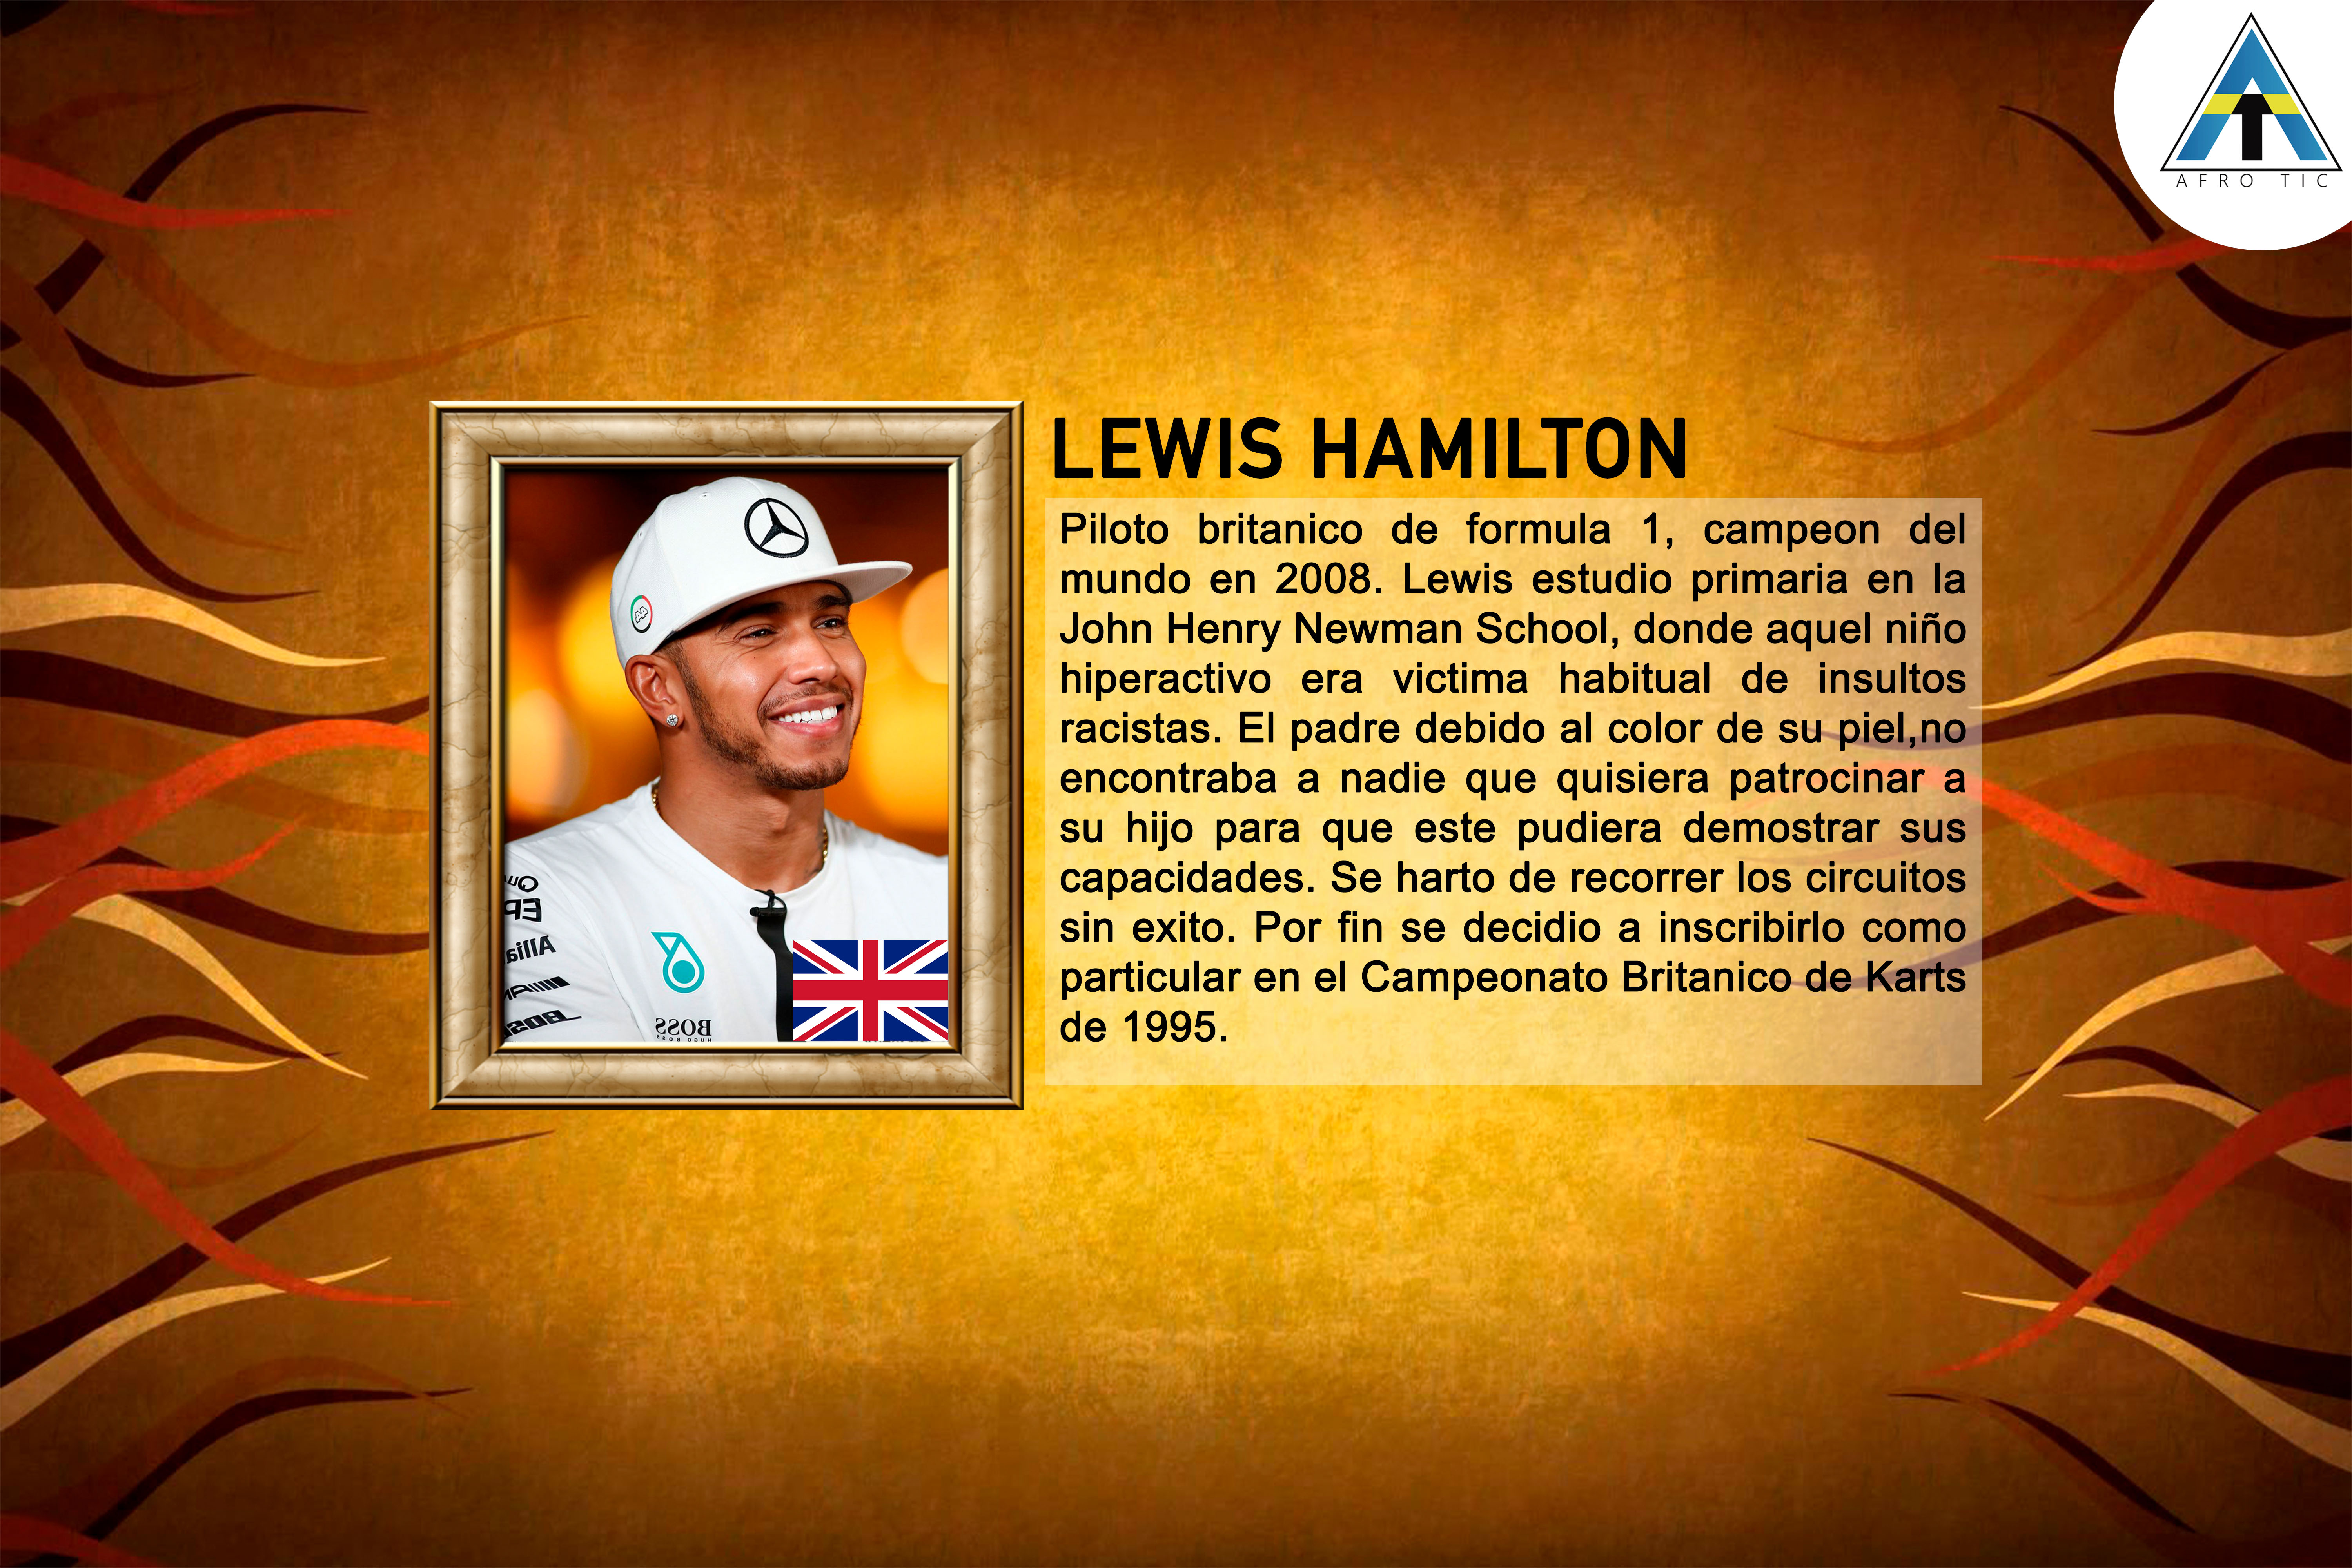 AFRO TIC
LEWIS HAMILTON
Piloto britanico de formula 1, campeon del
mundo en 2008. Lewis estudio primaria en la
John Henry Newman School, donde aquel niño
hiperactivo era victima habitual de insultos
racistas. El padre debido al color de su piel,no
encontraba a nadie que quisiera patrocinar a
su hijo para que este pudiera demostrar sus
capacidades. Se harto de recorrer los circuitos
sin exito. Por fin se decidio a inscribirlo como
particular en el Campeonato Britanico de Karts
de 1995.
BOSS
HUGO BOSS